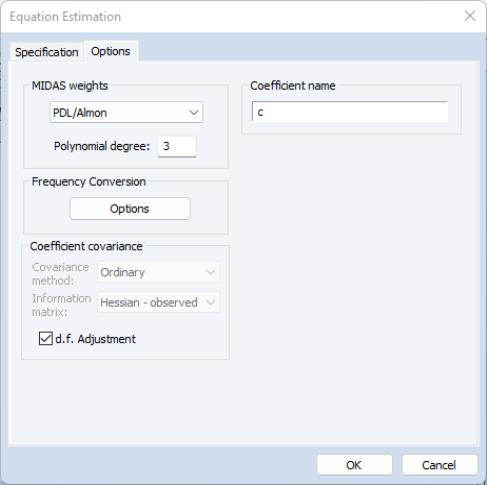 Equation Estimation
Specification
Options
MIDAS weights
PDL/Almon
Polynomial degree: 3
Frequency Conversion
Options
Coefficient covariance
Covariance method: Ordinary
Information matrix: Hessian - observed
d.f. Adjustment
Coefficient name
c
OK
Cancel